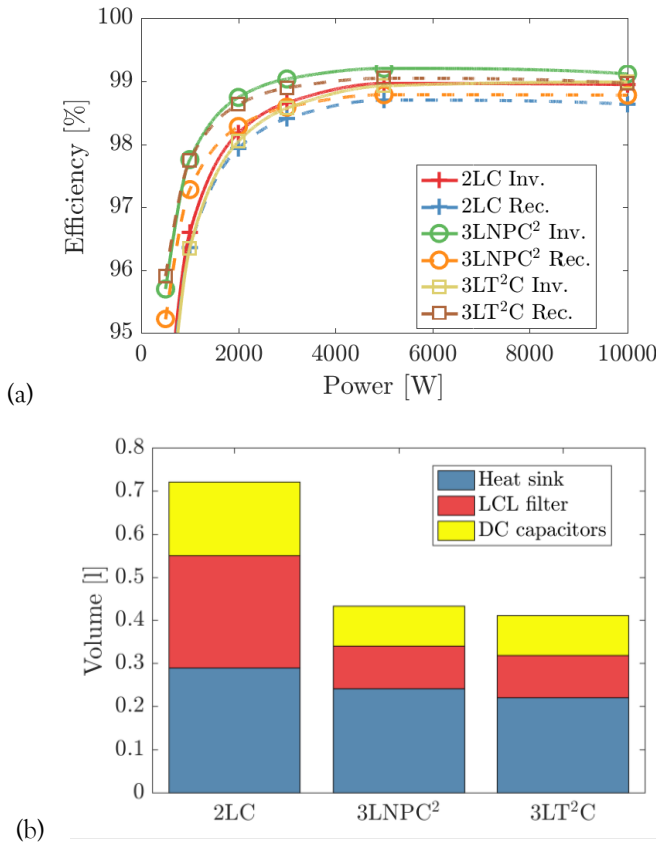 100
99
98
97
96
95
Efficiency [%]
2LC Inv.
2LC Rec.
3LNPC² Inv.
3LNPC² Rec.
3LT²C Inv.
3LT²C Rec.
0 2000 4000 6000 8000 10000
Power [W]
(a)
0.8
0.7
0.6
0.5
0.4
0.3
0.2
0.1
0
Volume [l]
Heat sink
LCL filter
DC capacitors
2LC 3LNPC² 3LT²C
(b)